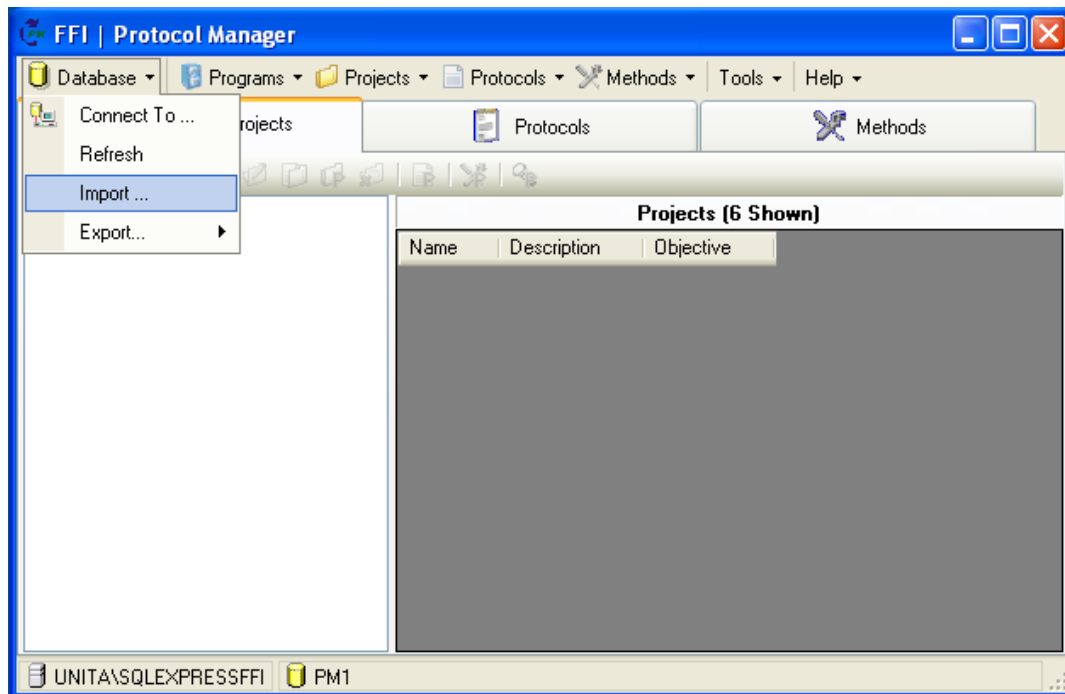 FFI | Protocol Manager
Database Programs Projects Protocols Methods Tools Help
Connect To ...
Refresh
Import ...
Export...
rojects Protocols Methods
Projects (6 Shown)
Name Description Objective
UNITA\SQLEXPRESSFFI PM1